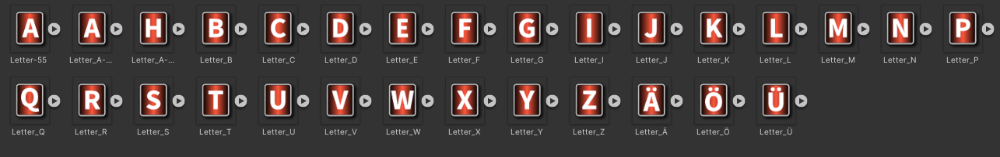 A A H B C D E F G I J K L M N P
Letter-55 Letter_A-... Letter_A-... Letter_B Letter_C Letter_D Letter_E Letter_F Letter_G Letter_I Letter_J Letter_K Letter_L Letter_M Letter_N Letter_P
Q R S T U V W X Y Z Ä Ö Ü
Letter_Q Letter_R Letter_S Letter_T Letter_U Letter_V Letter_W Letter_X Letter_Y Letter_Z Letter_Ä Letter_Ö Letter_Ü